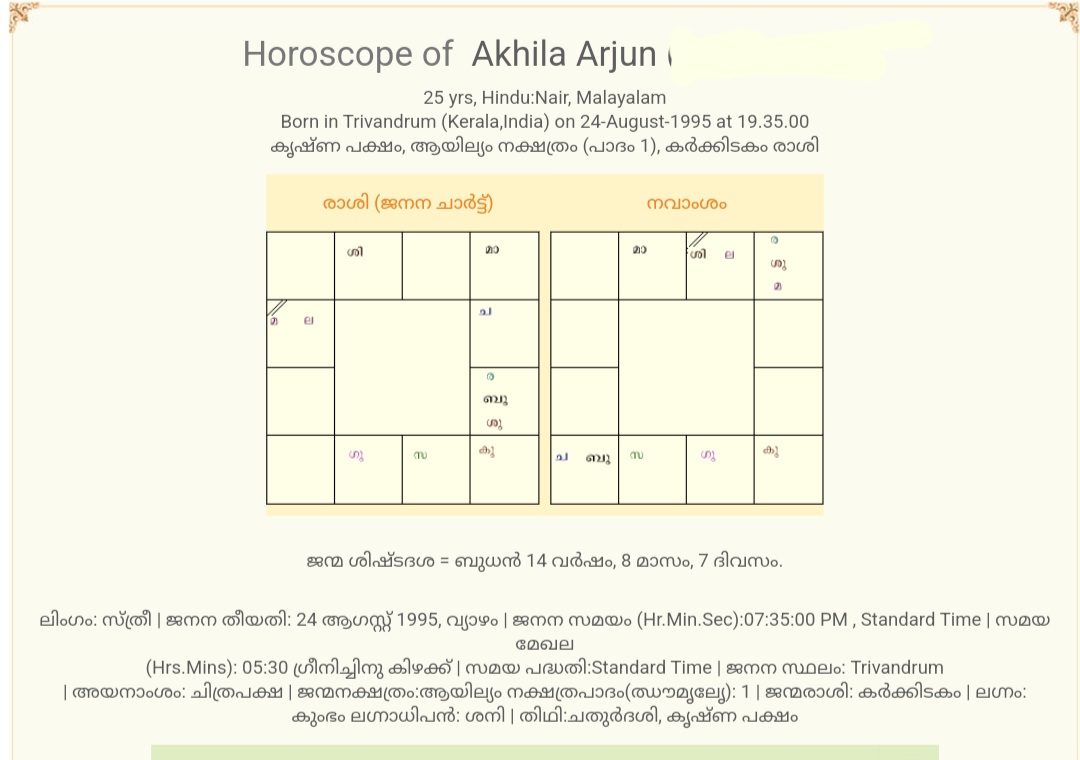 Horoscope of Akhila Arjun (
25 yrs, Hindu:Nair, Malayalam
Born in Trivandrum (Kerala,India) on 24-August-1995 at 19.35.00
കൃഷ്ണ പക്ഷം, ആയില്യം നക്ഷത്രം (പാദം 1), കർക്കിടകം രാശി
രാശി (ജനന ചാർട്ട്) നവാംശം
ശി മാ മാ ശി ല ര
ശു
മ
മ ല ച
ര
ബു
ശു
ഗു സ കു ച ബു സ ഗു കു
ജന്മ ശിഷ്ടദശ = ബുധൻ 14 വർഷം, 8 മാസം, 7 ദിവസം.
ലിംഗം: സ്ത്രീ | ജനന തീയതി: 24 ആഗസ്റ്റ് 1995, വ്യാഴം | ജനന സമയം (Hr.Min.Sec):07:35:00 PM , Standard Time | സമയ
മേഖല
(Hrs.Mins): 05:30 ഗ്രീനിച്ചിനു കിഴക്ക് | സമയ പദ്ധതി:Standard Time | ജനന സ്ഥലം: Trivandrum
| അയനാംശം: ചിത്രപക്ഷ | ജന്മനക്ഷത്രം:ആയില്യം നക്ഷത്രപാദം(ഝൗമൃല്യേ): 1 | ജന്മരാശി: കർക്കിടകം | ലഗ്നം:
കുംഭം ലഗ്നാധിപൻ: ശനി | തിഥി:ചതുർദശി, കൃഷ്ണ പക്ഷം